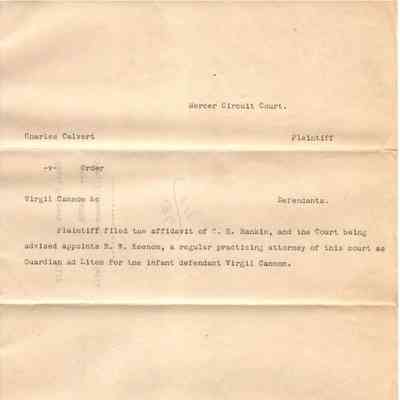 Mercer Circuit Court.
Charles Calvert Plaintiff
-v- Order
Virgil Cannon &c Defendants.
Plaintiff filed the affidavit of C. E. Rankin, and the Court being
advised appoints E. W. Keenon, a regular practicing attorney of this court as
Guardian ad Litem for the infant defendant Virgil Cannon.